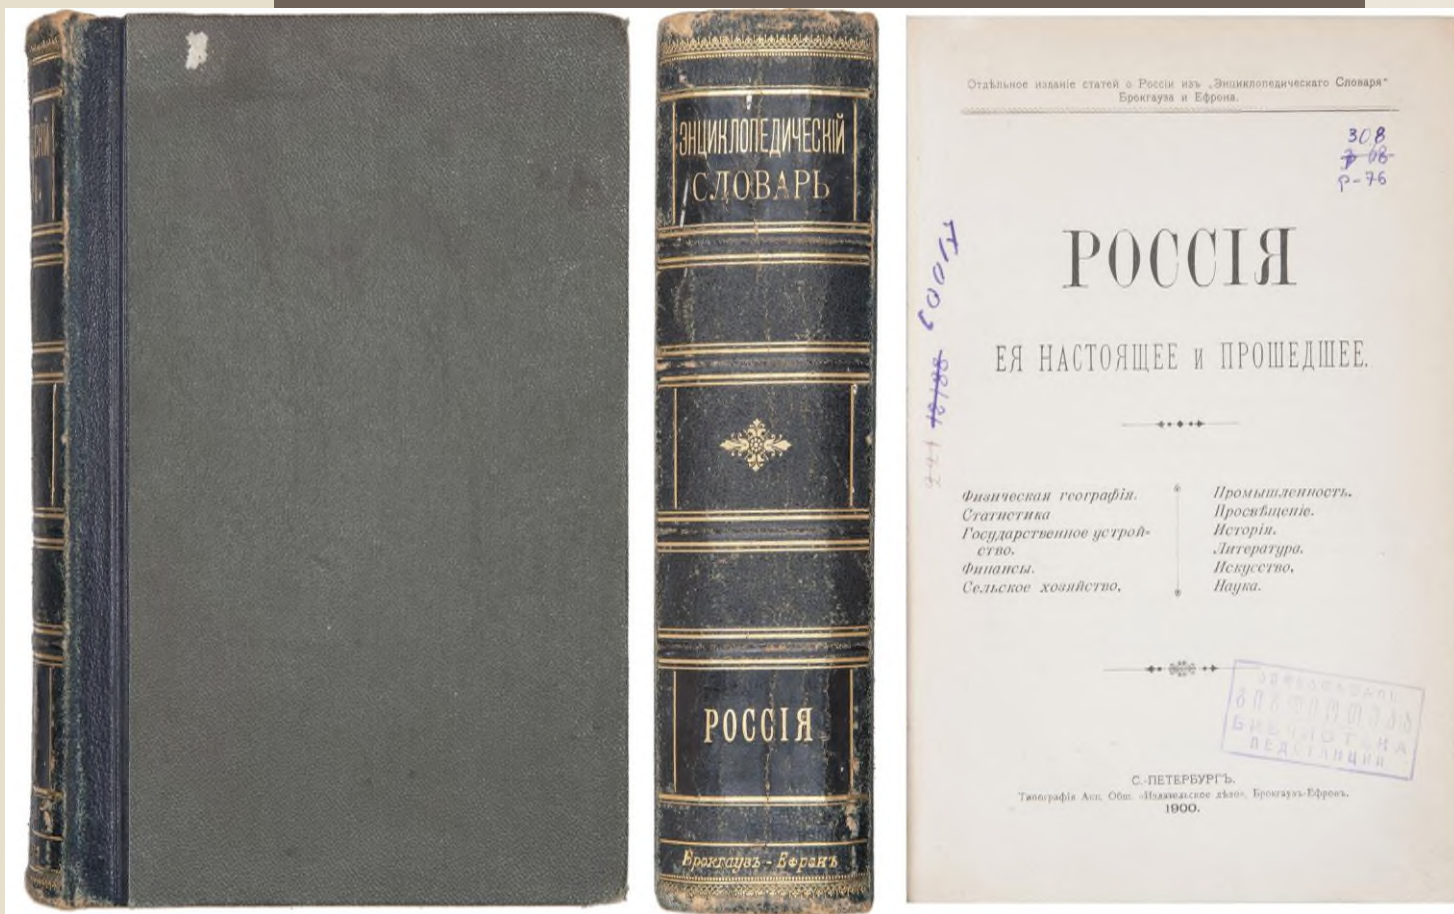 ЭНЦИКЛОПЕДИЧЕСКІЙ
СЛОВАРЬ
РОССІЯ
Брокгаузъ-Ефронъ
Отдѣльное изданіе статей о Россіи изъ „Энциклопедическаго Словаря“
Брокгауза и Ефрона.
308
р-76
РОССІЯ
ЕЯ НАСТОЯЩЕЕ и ПРОШЕДШЕЕ.
Физическая географія.
Статистика
Государственное устрой-
ство.
Финансы.
Сельское хозяйство.
Промышленность.
Просвѣщеніе.
Исторія.
Литература.
Искусство.
Наука.
БИБЛИОТЕКА
ПЕДСТАНЦИИ
С.-ПЕТЕРБУРГЪ.
Типографія Акц. Общ. «Издательское дѣло», Брокгаузъ-Ефронъ.
1900.